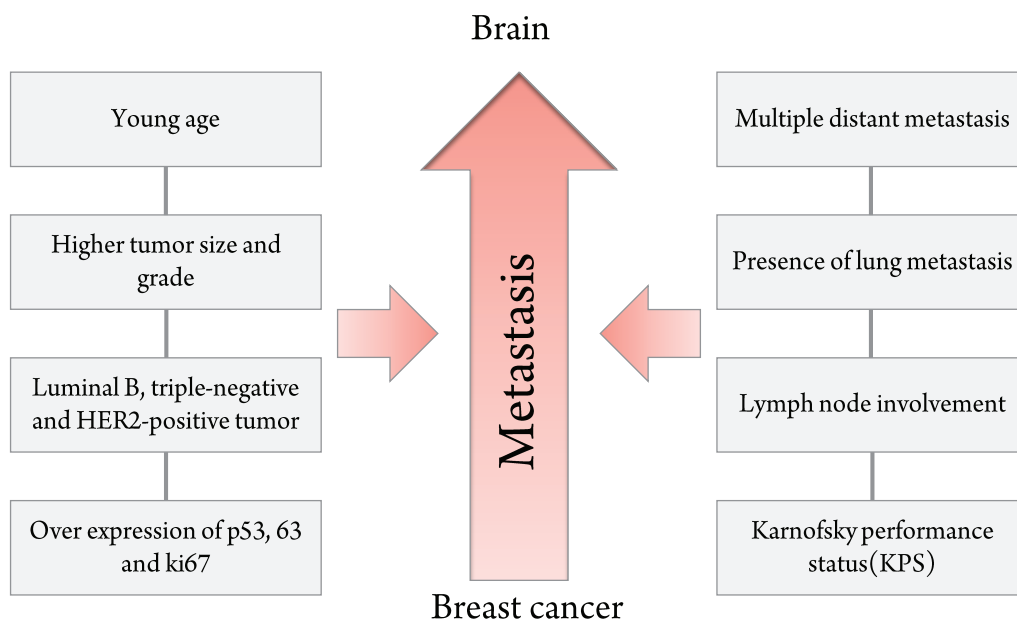 Brain
Young age
Higher tumor size and
grade
Luminal B, triple-negative
and HER2-positive tumor
Over expression of p53, 63
and ki67
Metastasis
Multiple distant metastasis
Presence of lung metastasis
Lymph node involvement
Karnofsky performance
status(KPS)
Breast cancer